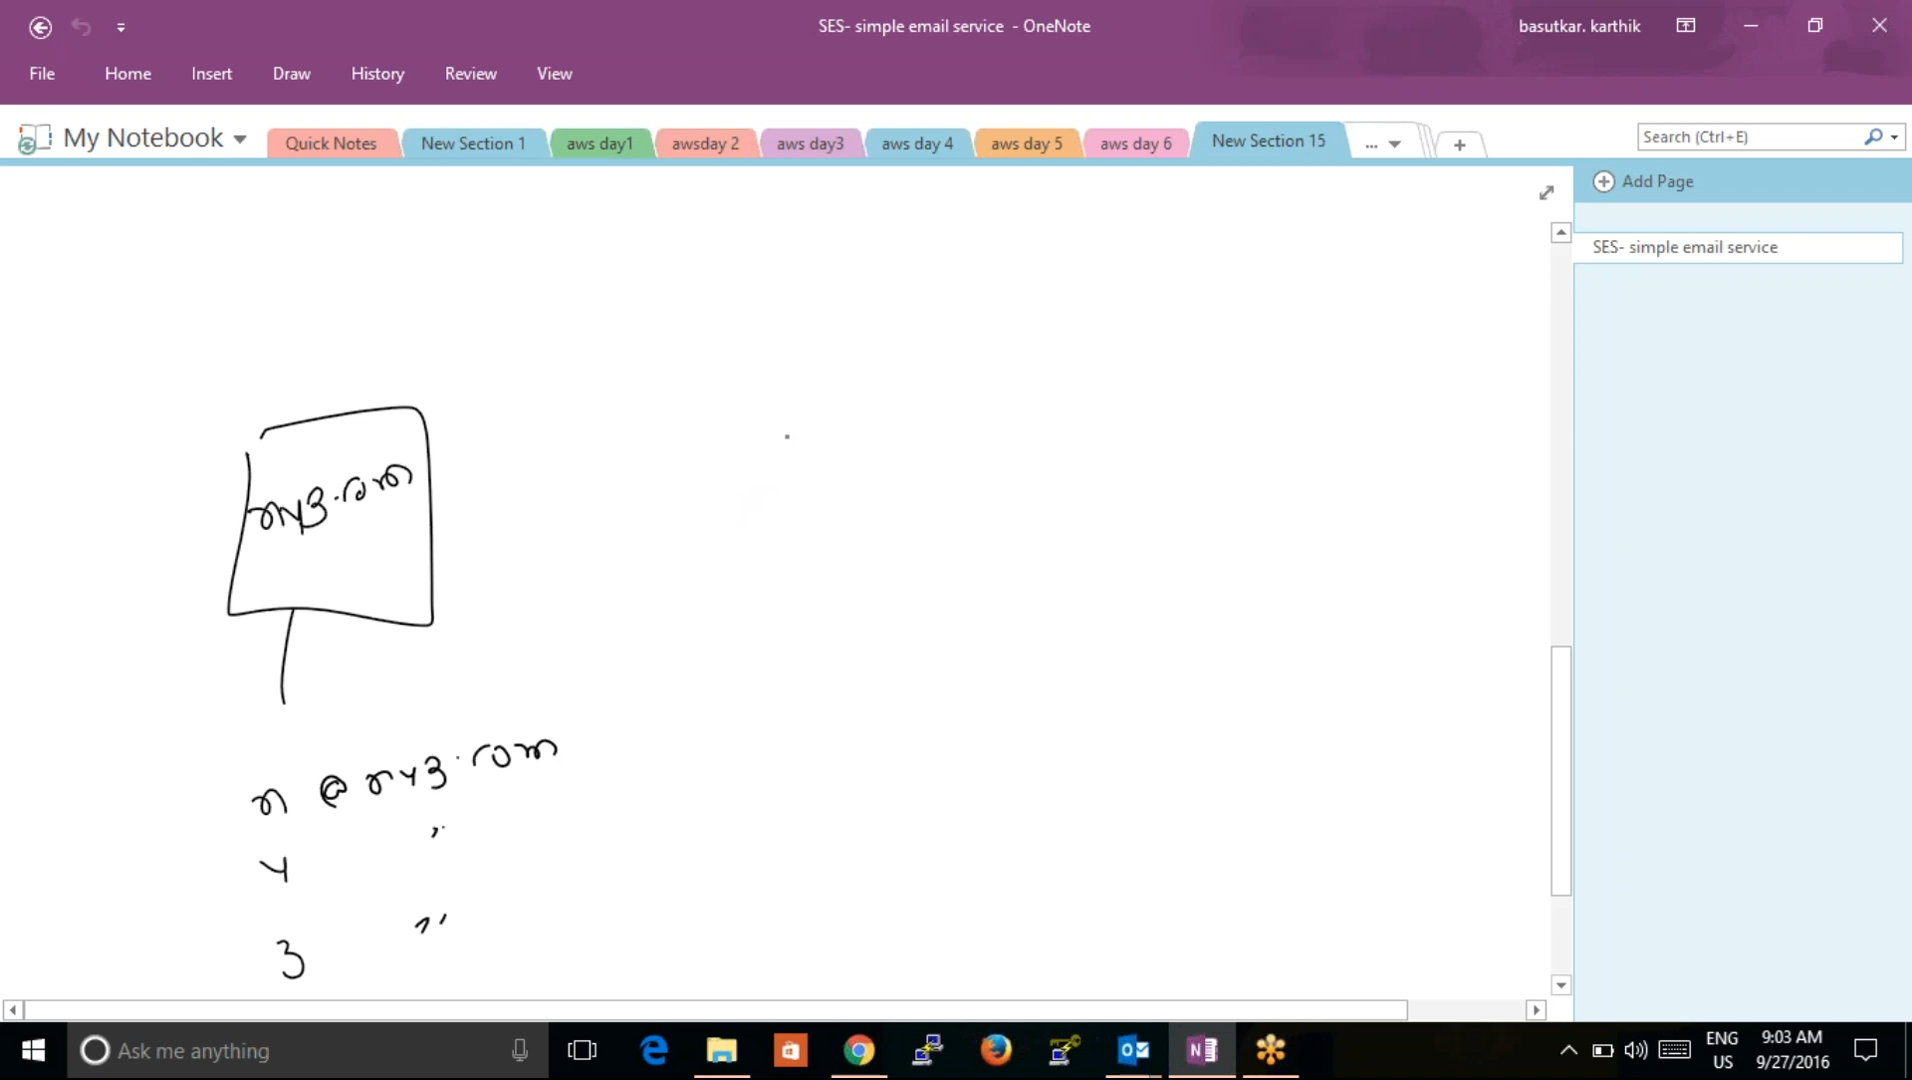 SES- simple email service - OneNote
basutkar. karthik
File Home Insert Draw History Review View
My Notebook
Quick Notes
New Section 1
aws day1
awsday 2
aws day3
aws day 4
aws day 5
aws day 6
New Section 15
...
Search (Ctrl+E)
Add Page
SES- simple email service
xyz.com
x @ xyz.com
y "
z "
Ask me anything
ENG
US
9:03 AM
9/27/2016